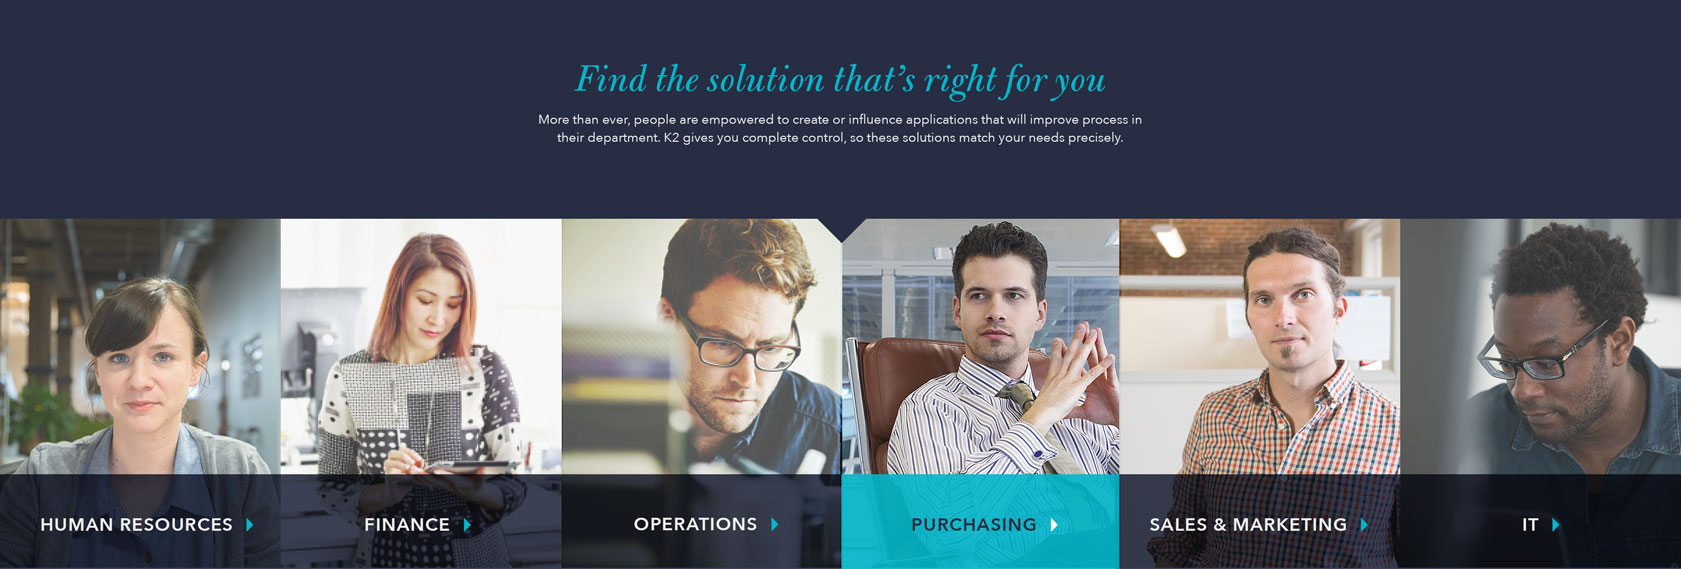 Find the solution that's right for you
More than ever, people are empowered to create or influence applications that will improve process in
their department. K2 gives you complete control, so these solutions match your needs precisely.
HUMAN RESOURCES
FINANCE
OPERATIONS
PURCHASING
SALES & MARKETING
IT